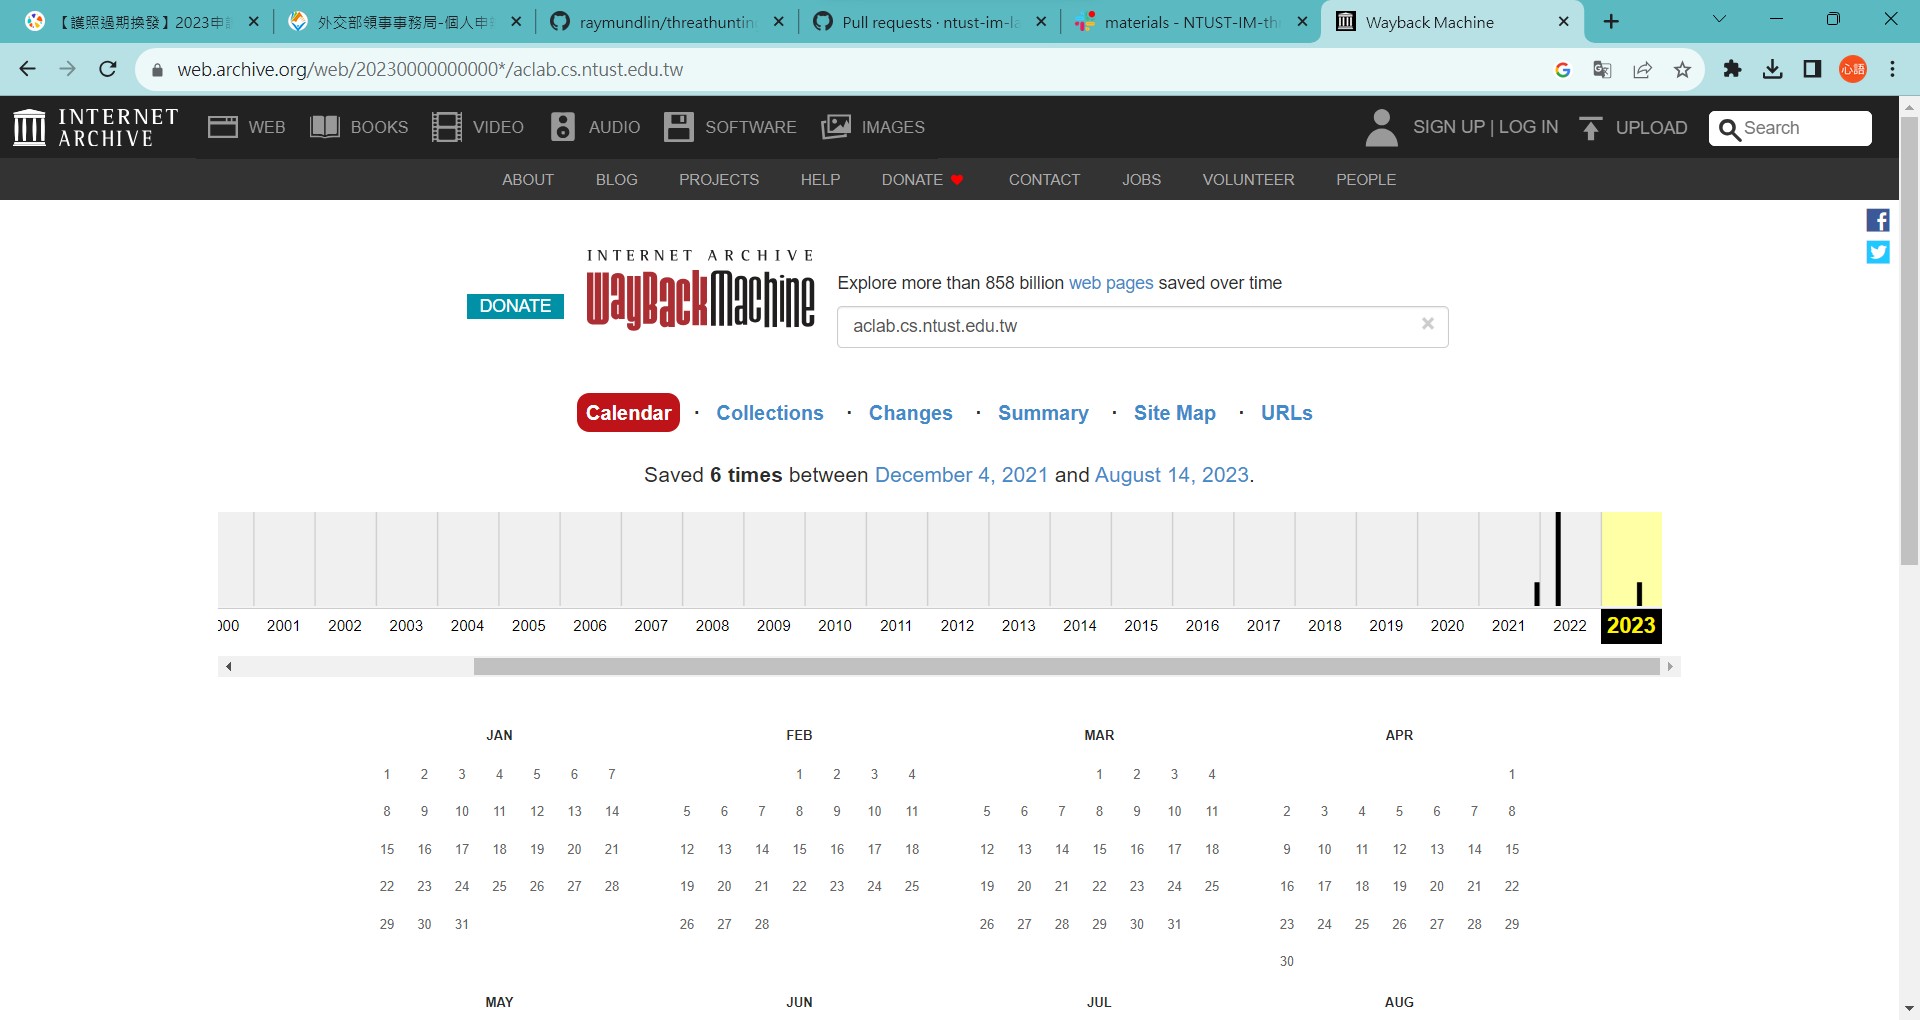 【護照過期換發】2023申請
外交部領事事務局-個人申
raymundlin/threathuntin
Pull requests · ntust-im-la
materials - NTUST-IM-th
Wayback Machine
web.archive.org/web/20230000000000*/aclab.cs.ntust.edu.tw
心語
INTERNET ARCHIVE
WEB BOOKS VIDEO AUDIO SOFTWARE IMAGES
SIGN UP | LOG IN UPLOAD Search
ABOUT BLOG PROJECTS HELP DONATE CONTACT JOBS VOLUNTEER PEOPLE
INTERNET ARCHIVE
WayBackMachine
DONATE
Explore more than 858 billion web pages saved over time
aclab.cs.ntust.edu.tw
Calendar · Collections · Changes · Summary · Site Map · URLs
Saved 6 times between December 4, 2021 and August 14, 2023.
000 2001 2002 2003 2004 2005 2006 2007 2008 2009 2010 2011 2012 2013 2014 2015 2016 2017 2018 2019 2020 2021 2022 2023
JAN FEB MAR APR
1 2 3 4 5 6 7 1 2 3 4 1 2 3 4 1
8 9 10 11 12 13 14 5 6 7 8 9 10 11 5 6 7 8 9 10 11 2 3 4 5 6 7 8
15 16 17 18 19 20 21 12 13 14 15 16 17 18 12 13 14 15 16 17 18 9 10 11 12 13 14 15
22 23 24 25 26 27 28 19 20 21 22 23 24 25 19 20 21 22 23 24 25 16 17 18 19 20 21 22
29 30 31 26 27 28 26 27 28 29 30 31 23 24 25 26 27 28 29
30
MAY JUN JUL AUG